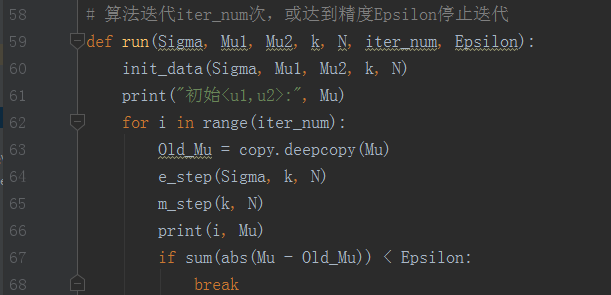 58 # 算法迭代iter_num次，或达到精度Epsilon停止迭代
59 def run(Sigma, Mu1, Mu2, k, N, iter_num, Epsilon):
60 init_data(Sigma, Mu1, Mu2, k, N)
61 print("初始<u1,u2>:", Mu)
62 for i in range(iter_num):
63 Old_Mu = copy.deepcopy(Mu)
64 e_step(Sigma, k, N)
65 m_step(k, N)
66 print(i, Mu)
67 if sum(abs(Mu - Old_Mu)) < Epsilon:
68 break